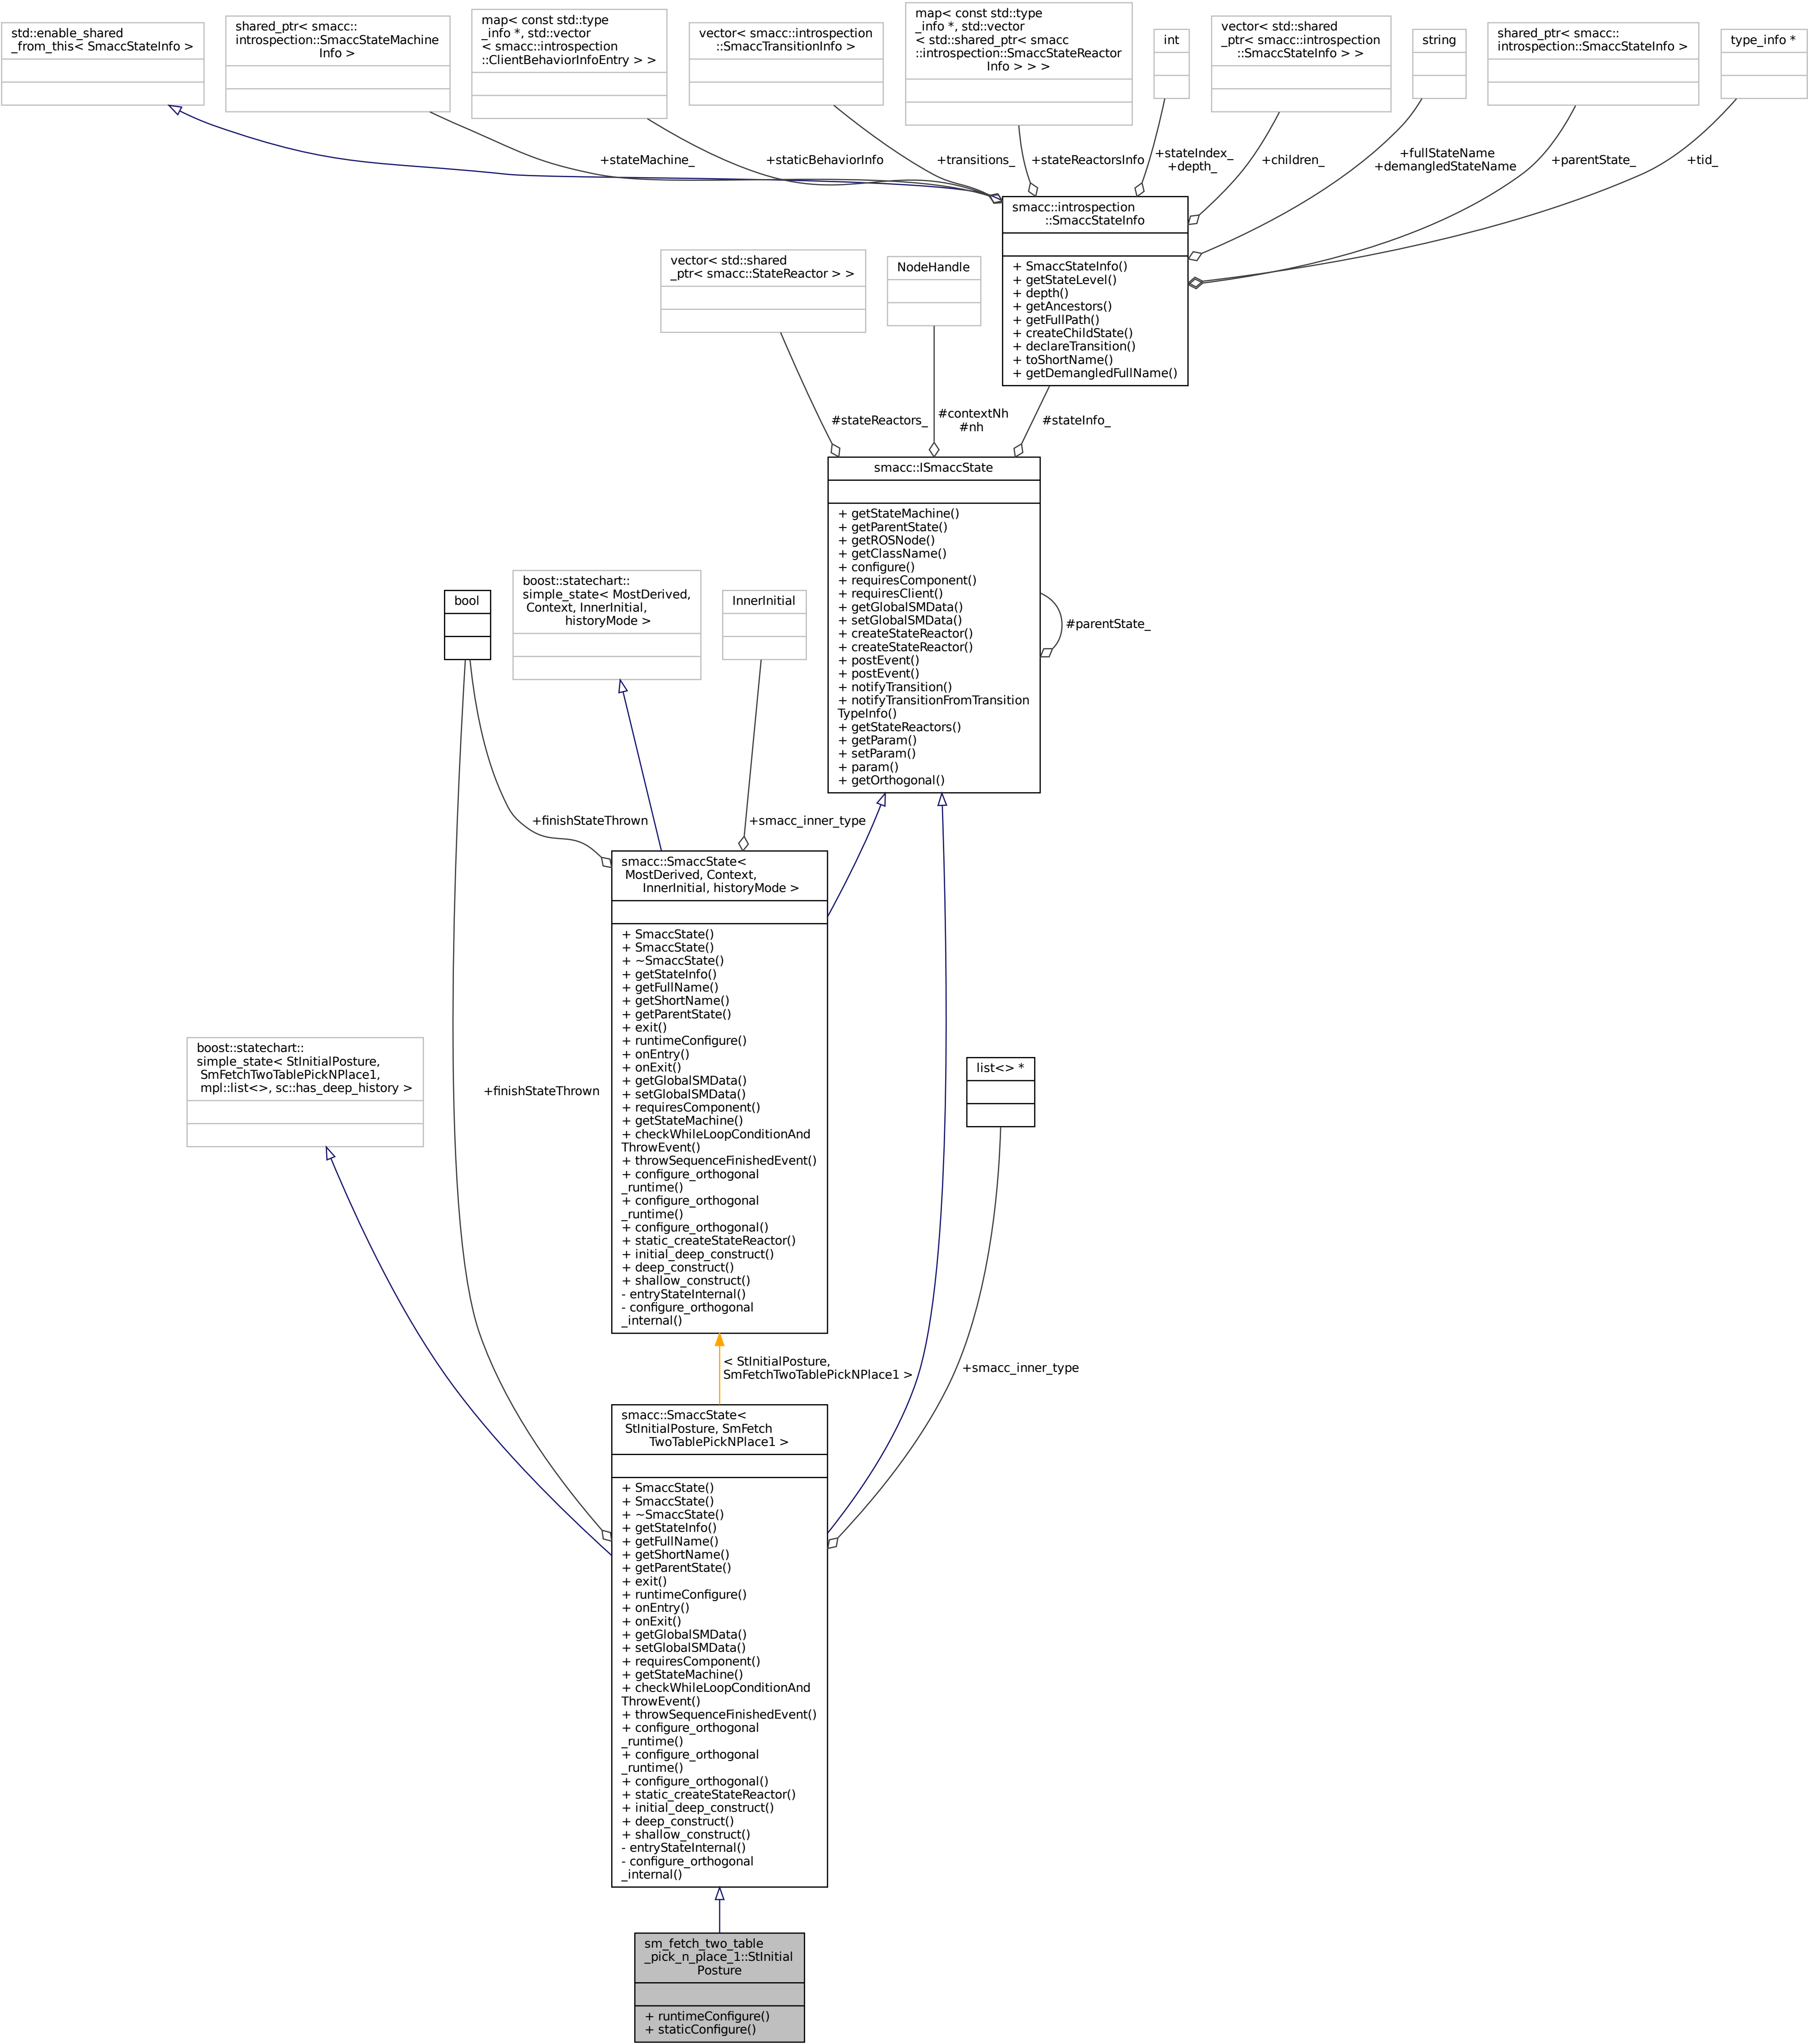 std::enable_shared
_from_this< SmaccStateInfo >
shared_ptr< smacc::
introspection::SmaccStateMachine
Info >
map< const std::type
_info *, std::vector
< smacc::introspection
::ClientBehaviorInfoEntry > >
vector< smacc::introspection
::SmaccTransitionInfo >
map< const std::type
_info *, std::vector
< std::shared_ptr< smacc
::introspection::SmaccStateReactor
Info > > >
int
vector< std::shared
_ptr< smacc::introspection
::SmaccStateInfo > >
string
shared_ptr< smacc::
introspection::SmaccStateInfo >
type_info *
+stateMachine_
+staticBehaviorInfo
+transitions_
+stateReactorsInfo
+stateIndex_
+depth_
+children_
+fullStateName
+demangledStateName
+parentState_
+tid_
smacc::introspection
::SmaccStateInfo
+ SmaccStateInfo()
+ getStateLevel()
+ depth()
+ getAncestors()
+ getFullPath()
+ createChildState()
+ declareTransition()
+ toShortName()
+ getDemangledFullName()
vector< std::shared
_ptr< smacc::StateReactor > >
NodeHandle
#stateReactors_
#contextNh
#nh
#stateInfo_
smacc::ISmaccState
+ getStateMachine()
+ getParentState()
+ getROSNode()
+ getClassName()
+ configure()
+ requiresComponent()
+ requiresClient()
+ getGlobalSMData()
+ setGlobalSMData()
+ createStateReactor()
+ createStateReactor()
+ postEvent()
+ postEvent()
+ notifyTransition()
+ notifyTransitionFromTransition
TypeInfo()
+ getStateReactors()
+ getParam()
+ setParam()
+ param()
+ getOrthogonal()
#parentState_
bool
boost::statechart::
simple_state< MostDerived,
Context, InnerInitial,
historyMode >
InnerInitial
+finishStateThrown
+smacc_inner_type
smacc::SmaccState<
MostDerived, Context,
InnerInitial, historyMode >
+ SmaccState()
+ SmaccState()
+ ~SmaccState()
+ getStateInfo()
+ getFullName()
+ getShortName()
+ getParentState()
+ exit()
+ runtimeConfigure()
+ onEntry()
+ onExit()
+ getGlobalSMData()
+ setGlobalSMData()
+ requiresComponent()
+ getStateMachine()
+ checkWhileLoopConditionAnd
ThrowEvent()
+ throwSequenceFinishedEvent()
+ configure_orthogonal
_runtime()
+ configure_orthogonal
_runtime()
+ configure_orthogonal()
+ static_createStateReactor()
+ initial_deep_construct()
+ deep_construct()
+ shallow_construct()
- entryStateInternal()
- configure_orthogonal
_internal()
boost::statechart::
simple_state< StInitialPosture,
SmFetchTwoTablePickNPlace1,
mpl::list<>, sc::has_deep_history >
+finishStateThrown
list<> *
< StInitialPosture,
SmFetchTwoTablePickNPlace1 >
+smacc_inner_type
smacc::SmaccState<
StInitialPosture, SmFetch
TwoTablePickNPlace1 >
+ SmaccState()
+ SmaccState()
+ ~SmaccState()
+ getStateInfo()
+ getFullName()
+ getShortName()
+ getParentState()
+ exit()
+ runtimeConfigure()
+ onEntry()
+ onExit()
+ getGlobalSMData()
+ setGlobalSMData()
+ requiresComponent()
+ getStateMachine()
+ checkWhileLoopConditionAnd
ThrowEvent()
+ throwSequenceFinishedEvent()
+ configure_orthogonal
_runtime()
+ configure_orthogonal
_runtime()
+ configure_orthogonal()
+ static_createStateReactor()
+ initial_deep_construct()
+ deep_construct()
+ shallow_construct()
- entryStateInternal()
- configure_orthogonal
_internal()
sm_fetch_two_table
_pick_n_place_1::StInitial
Posture
+ runtimeConfigure()
+ staticConfigure()